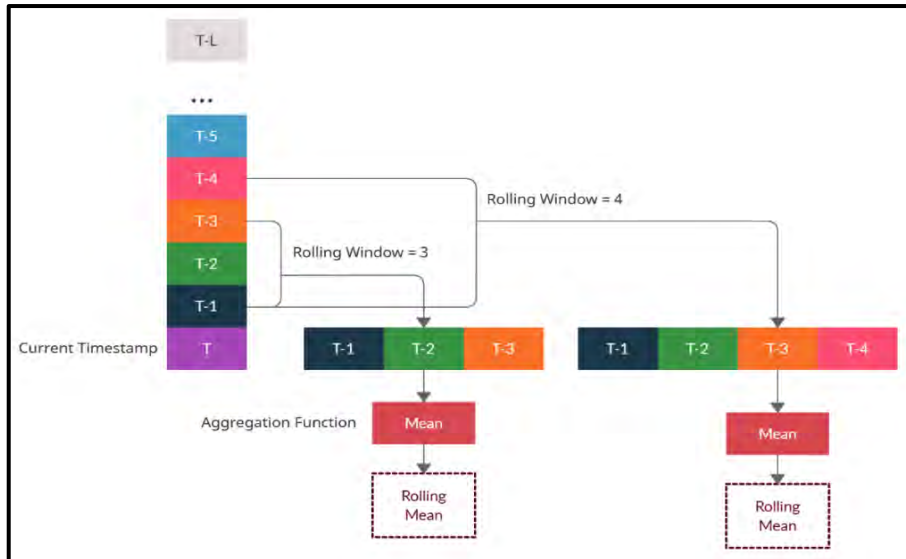 T-L
...
T-5
T-4
Rolling Window = 4
T-3
Rolling Window = 3
T-2
T-1
Current Timestamp T
T-1 T-2 T-3
T-1 T-2 T-3 T-4
Aggregation Function
Mean
Mean
Rolling
Mean
Rolling
Mean